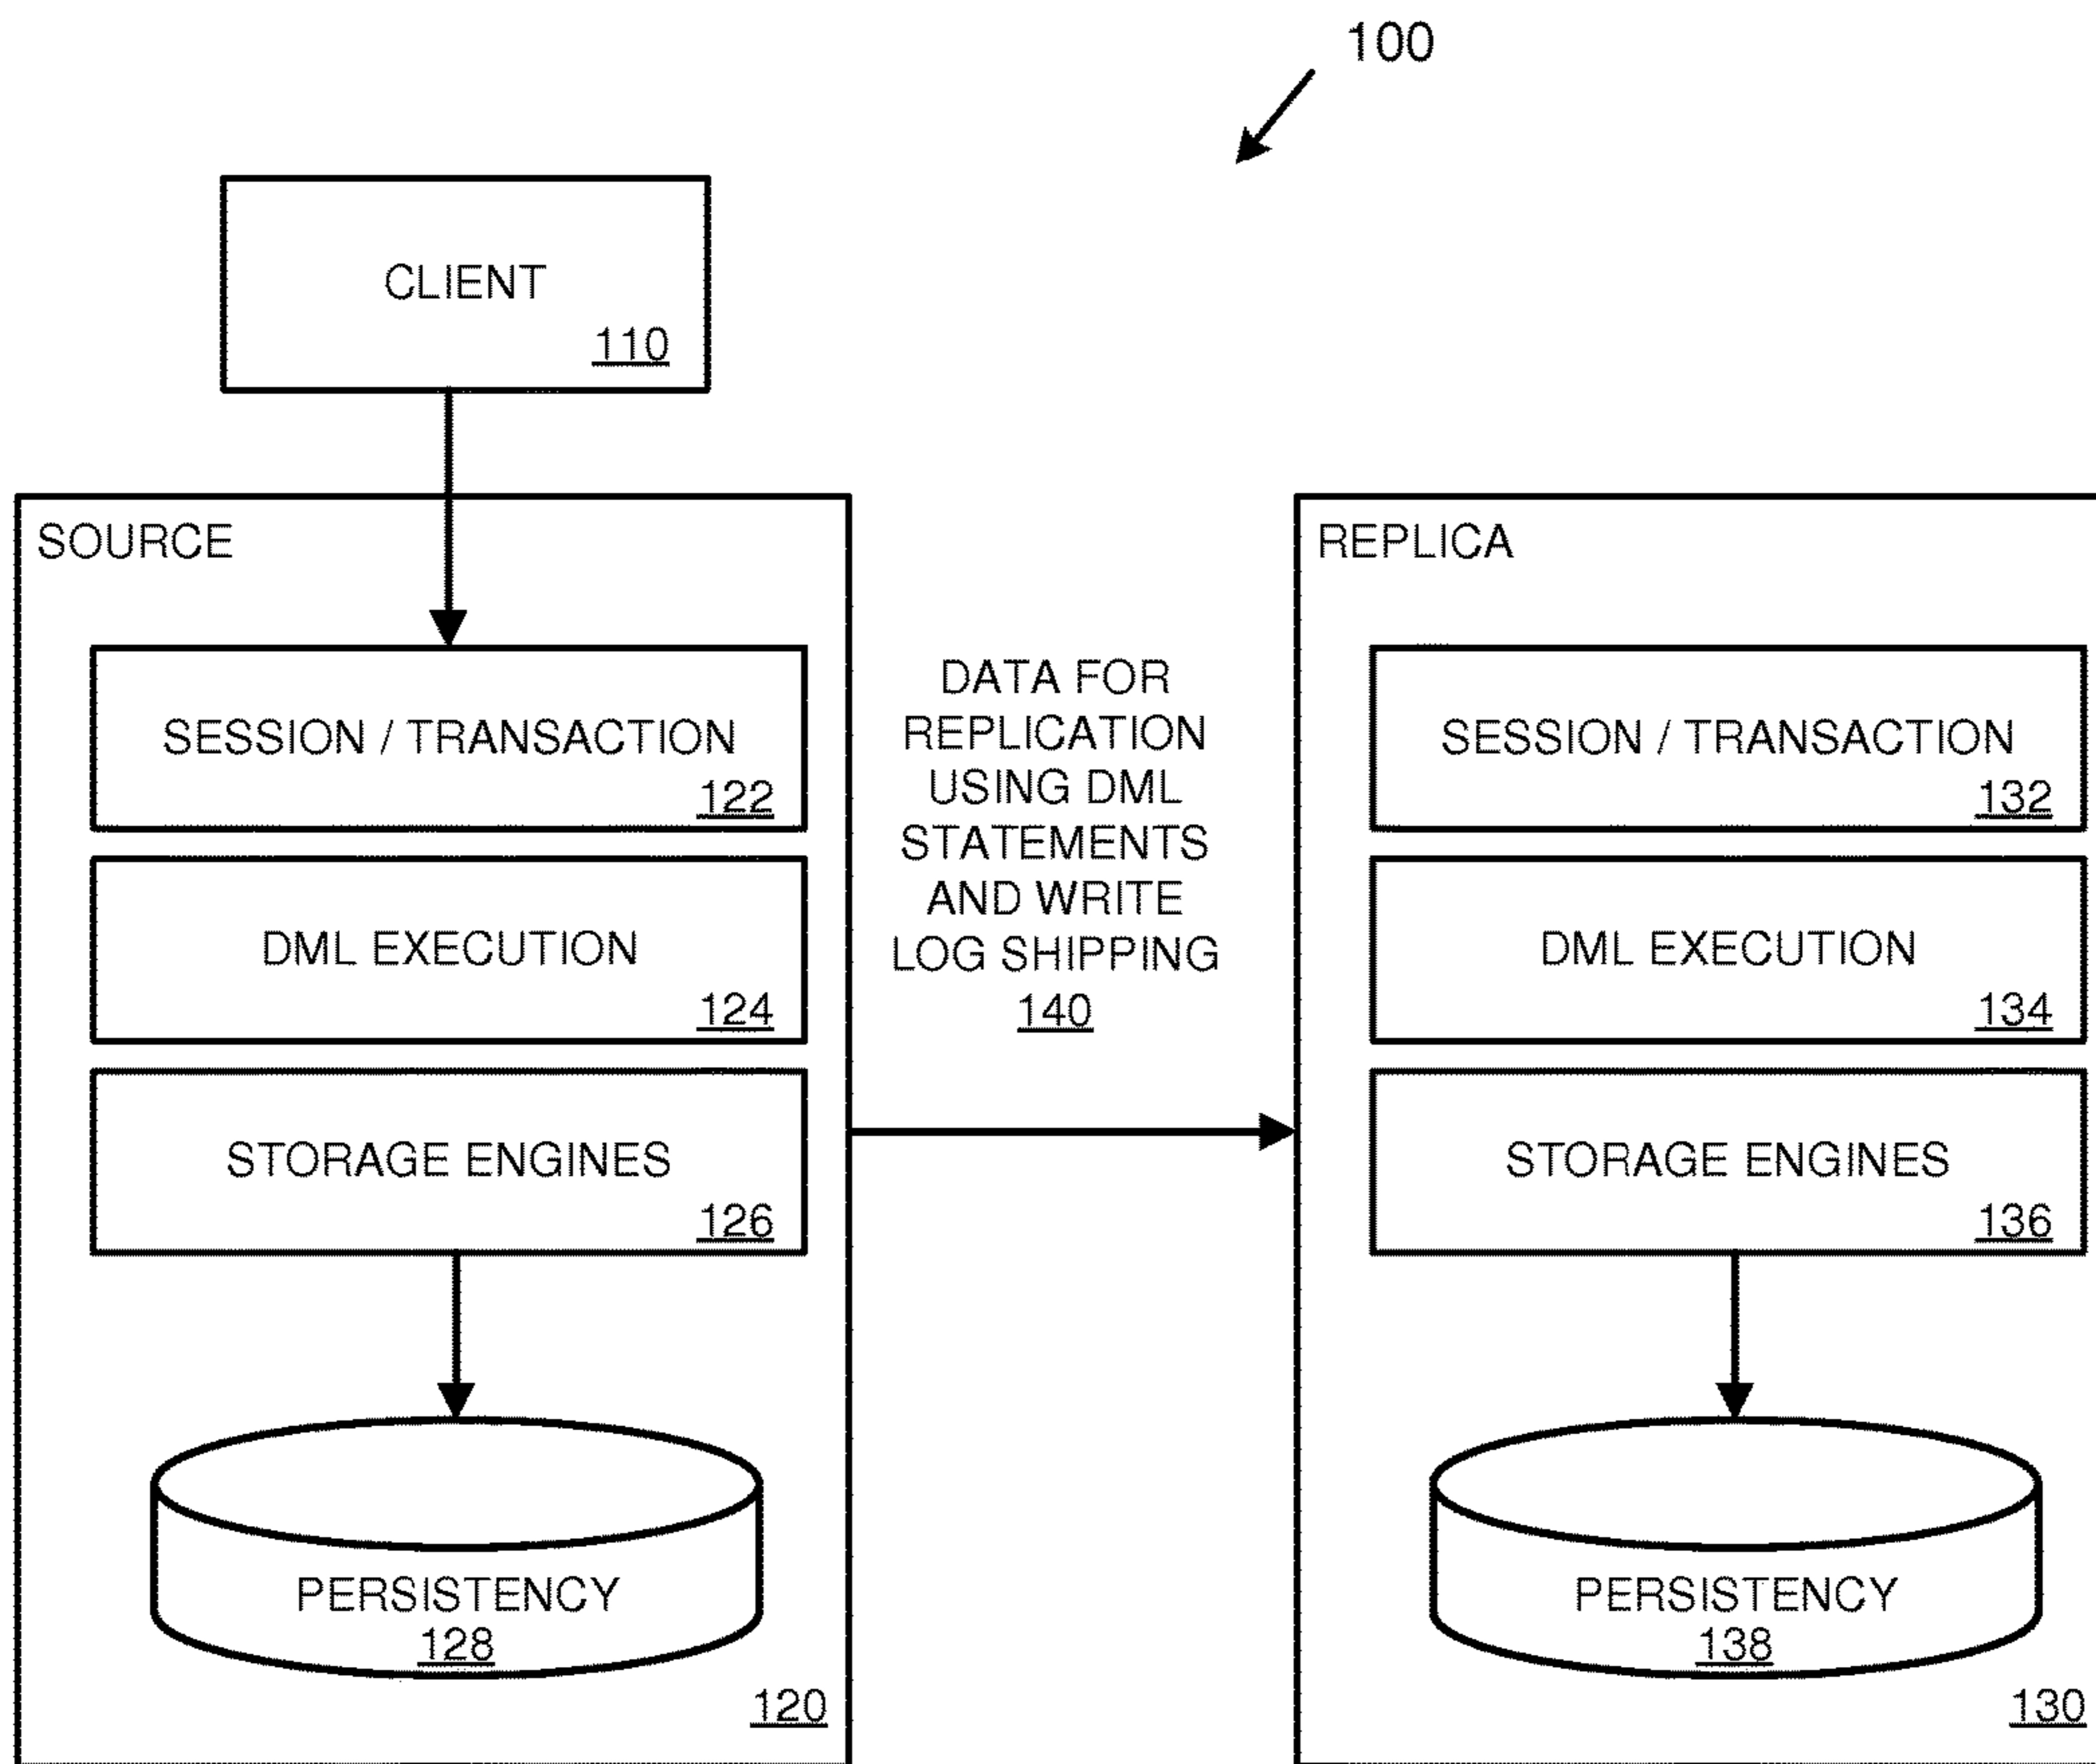 100
CLIENT
110
SOURCE
SESSION / TRANSACTION
122
DML EXECUTION
124
STORAGE ENGINES
126
PERSISTENCY
128
120
DATA FOR
REPLICATION
USING DML
STATEMENTS
AND WRITE
LOG SHIPPING
140
REPLICA
SESSION / TRANSACTION
132
DML EXECUTION
134
STORAGE ENGINES
136
PERSISTENCY
138
130